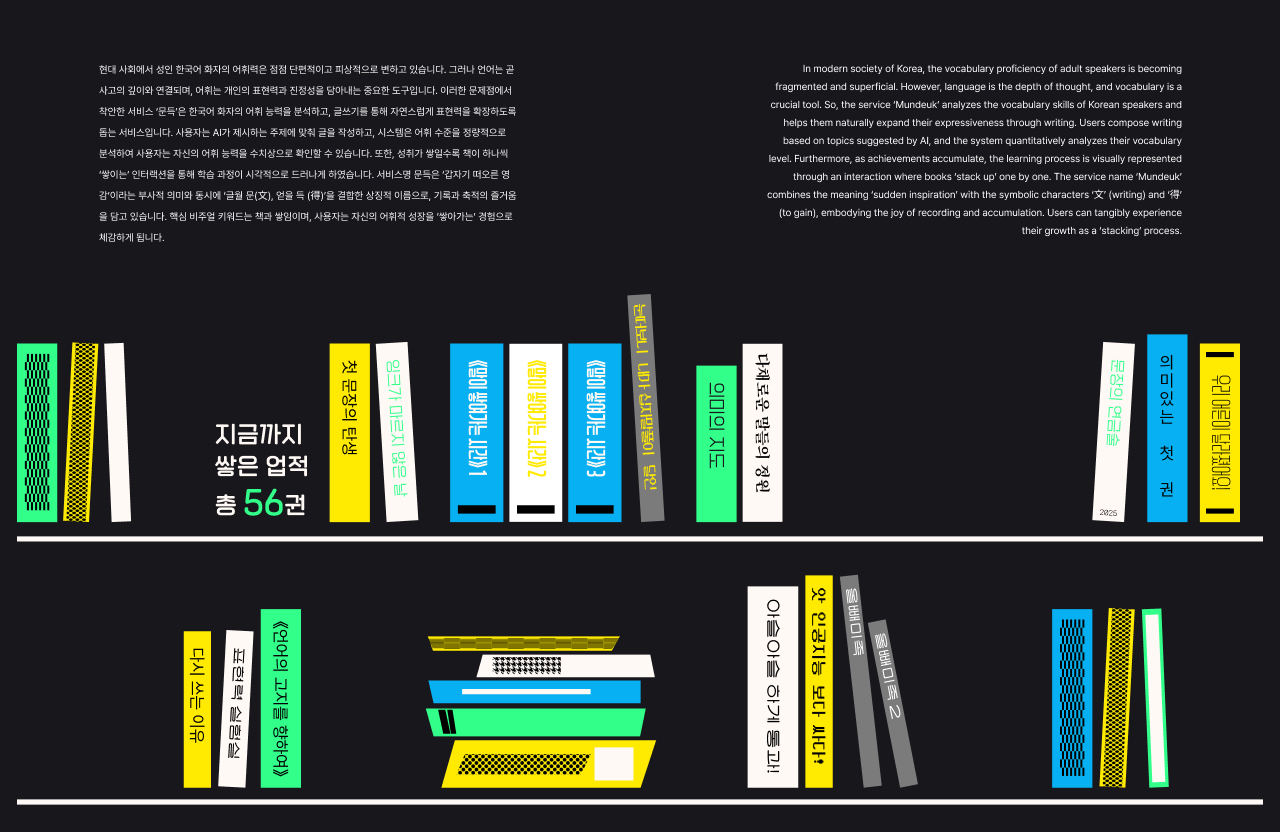 현대 사회에서 성인 한국어 화자의 어휘력은 점점 단편적이고 피상적으로 변하고 있습니다. 그러나 언어는 곧
사고의 깊이와 연결되며, 어휘는 개인의 표현력과 진정성을 담아내는 중요한 도구입니다. 이러한 문제점에서
착안한 서비스 ‘문득’은 한국어 화자의 어휘 능력을 분석하고, 글쓰기를 통해 자연스럽게 표현력을 확장하도록
돕는 서비스입니다. 사용자는 AI가 제시하는 주제에 맞춰 글을 작성하고, 시스템은 어휘 수준을 정량적으로
분석하여 사용자는 자신의 어휘 능력을 수치상으로 확인할 수 있습니다. 또한, 성취가 쌓일수록 책이 하나씩
‘쌓이는’ 인터랙션을 통해 학습 과정이 시각적으로 드러나게 하였습니다. 서비스명 문득은 ‘갑자기 떠오른 영
감’이라는 부사적 의미와 동시에 ‘글월 문(文), 얻을 득 (得)’을 결합한 상징적 이름으로, 기록과 축적의 즐거움
을 담고 있습니다. 핵심 비주얼 키워드는 책과 쌓임이며, 사용자는 자신의 어휘적 성장을 ‘쌓아가는’ 경험으로
체감하게 됩니다.
In modern society of Korea, the vocabulary proficiency of adult speakers is becoming
fragmented and superficial. However, language is the depth of thought, and vocabulary is a
crucial tool. So, the service ‘Mundeuk’ analyzes the vocabulary skills of Korean speakers and
helps them naturally expand their expressiveness through writing. Users compose writing
based on topics suggested by AI, and the system quantitatively analyzes their vocabulary
level. Furthermore, as achievements accumulate, the learning process is visually represented
through an interaction where books ‘stack up’ one by one. The service name ‘Mundeuk’
combines the meaning ‘sudden inspiration’ with the symbolic characters ‘文’ (writing) and ‘得’
(to gain), embodying the joy of recording and accumulation. Users can tangibly experience
their growth as a ‘stacking’ process.
지금까지
쌓은 업적
총 56권
첫 문장의 탄생
잉크가 마르지 않은 날
《말이 쌓여가는 시간》 1
《말이 쌓여가는 시간》 2
《말이 쌓여가는 시간》 3
눈떠보니 내가 십자말풀이 달인
의미의 지도
다채로운 말들의 정원
문장의 연금술
2025
의미있는 첫 권
우리 애들이 달라졌어요!
다시 쓰는 이유
표현력 실험실
《언어의 고지를 향하여》
아슬아슬 하게 통과!
앗 인공지능 보다 싸다!
올빼미족
올빼미족 2